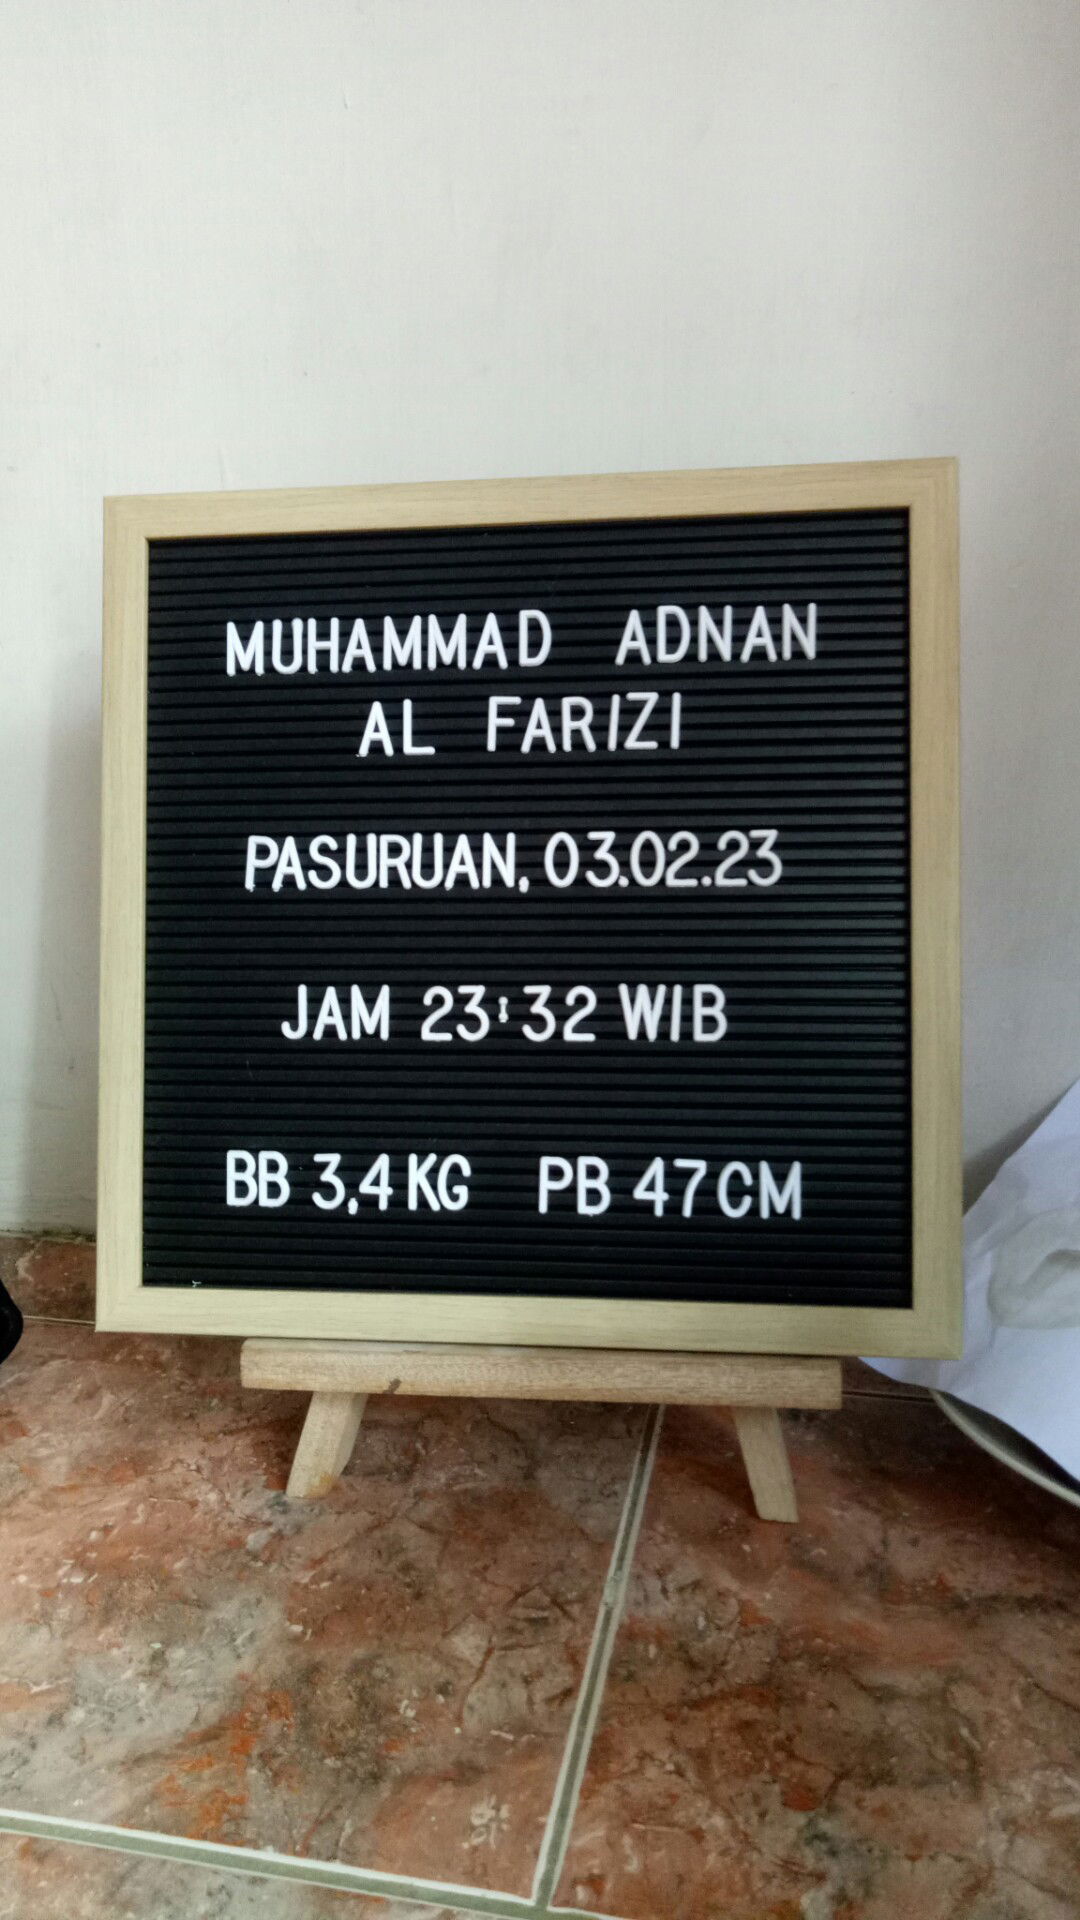 MUHAMMAD ADNAN
AL FARIZI
PASURUAN, 03.02.23
JAM 23:32 WIB
BB 3,4 KG PB 47 CM